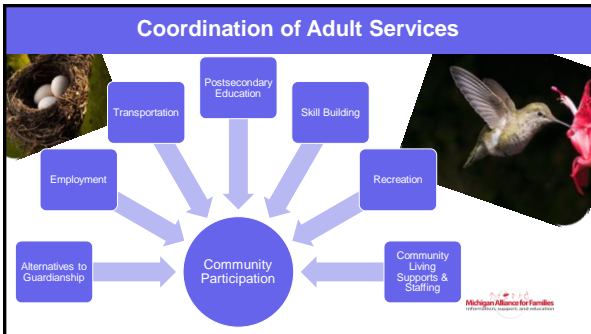 Coordination of Adult Services
Postsecondary
Education
Transportation
Skill Building
Employment
Recreation
Alternatives to
Guardianship
Community
Participation
Community
Living
Supports &
Staffing
Michigan Alliance for Families
information, support, and education